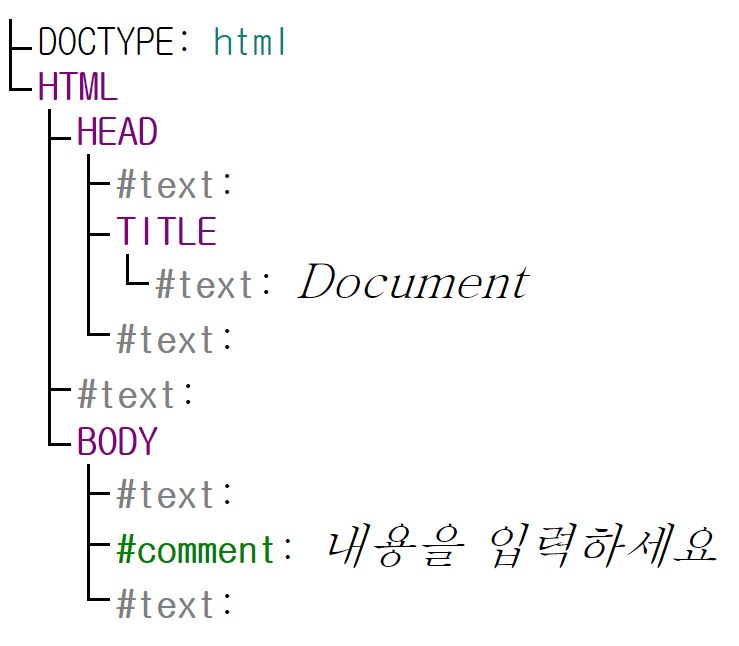 DOCTYPE: html
HTML
HEAD
#text:
TITLE
#text: Document
#text:
#text:
BODY
#text:
#comment: 내용을 입력하세요
#text: